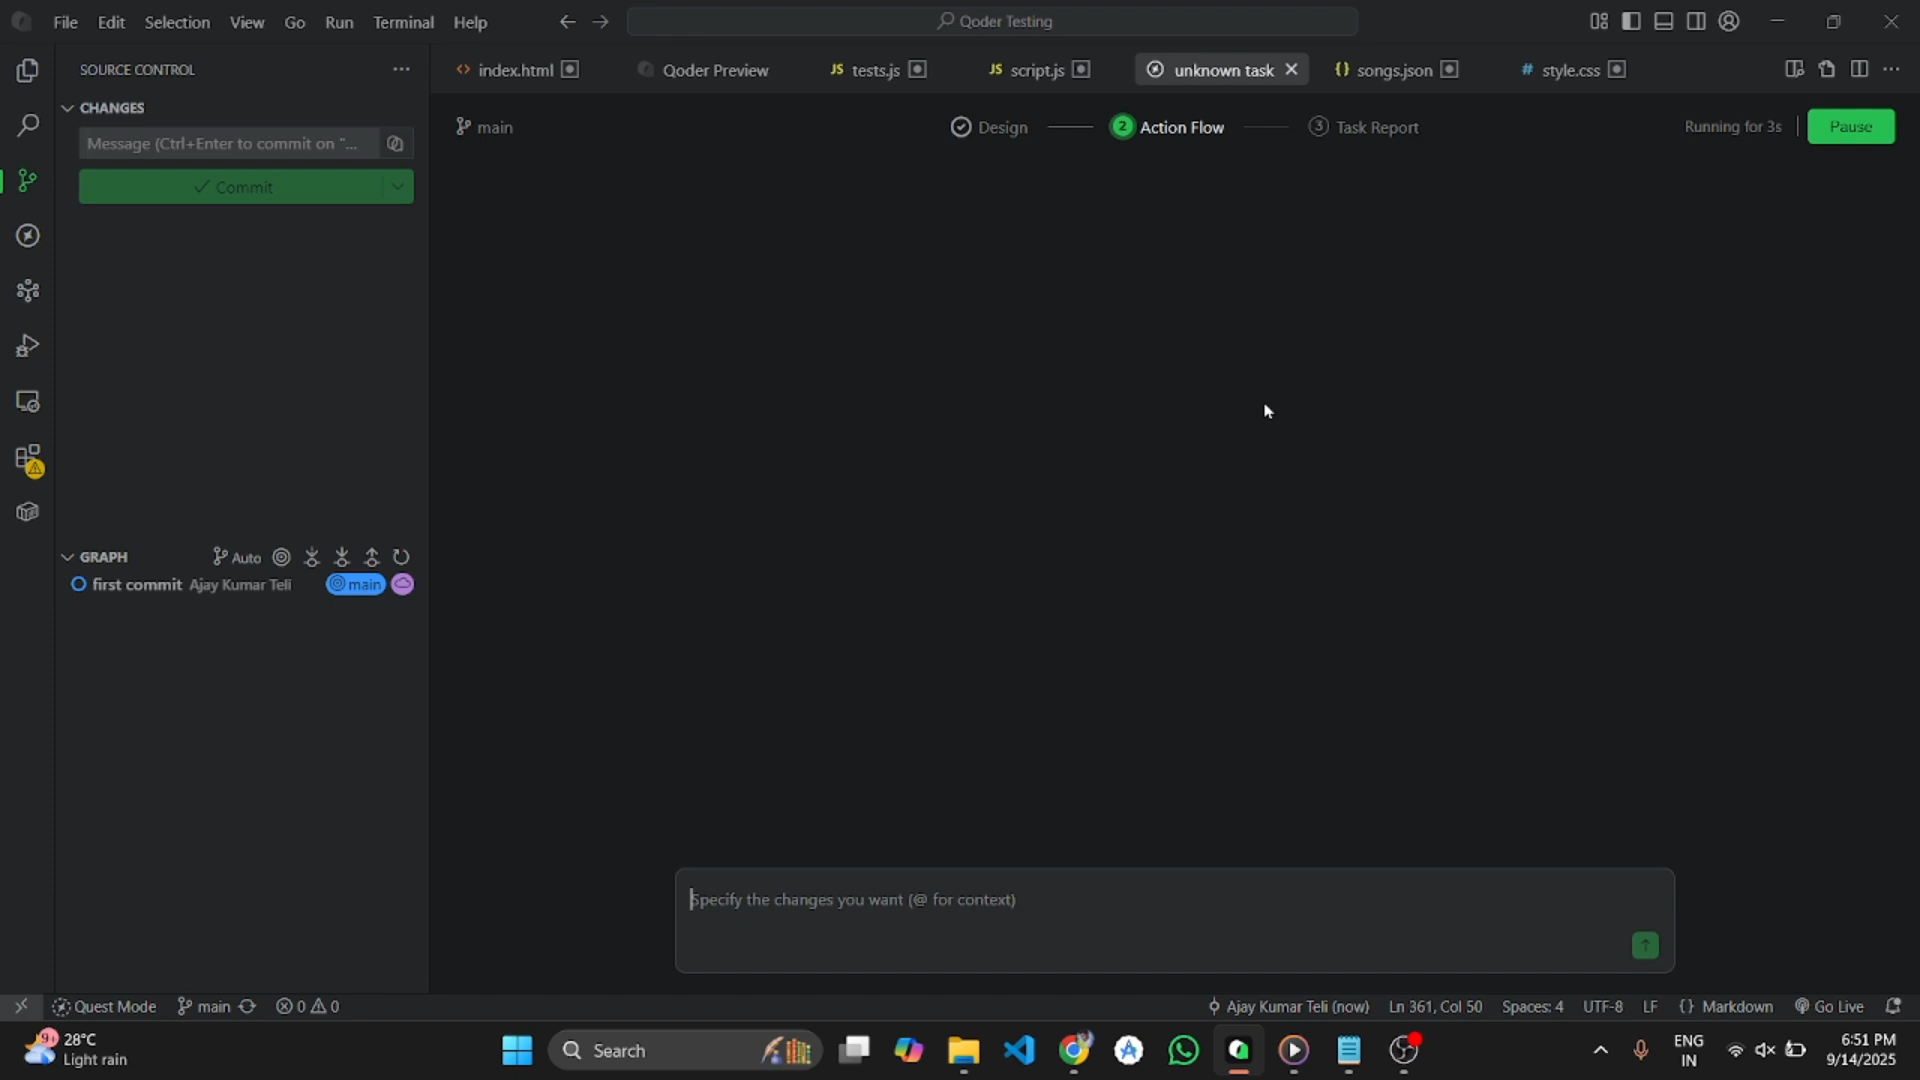 File Edit Selection View Go Run Terminal Help
Qoder Testing
SOURCE CONTROL
index.html
Qoder Preview
JS tests.js
JS script.js
unknown task
{} songs.json
# style.css
CHANGES
Message (Ctrl+Enter to commit on "...
Commit
main
Design
2 Action Flow
3 Task Report
Running for 3s
Pause
GRAPH
Auto
first commit Ajay Kumar Teli
main
Specify the changes you want (@ for context)
Quest Mode
main
0 0
Ajay Kumar Teli (now)
Ln 361, Col 50
Spaces: 4
UTF-8
LF
{} Markdown
Go Live
9+
28°C
Light rain
Search
ENG
IN
6:51 PM
9/14/2025